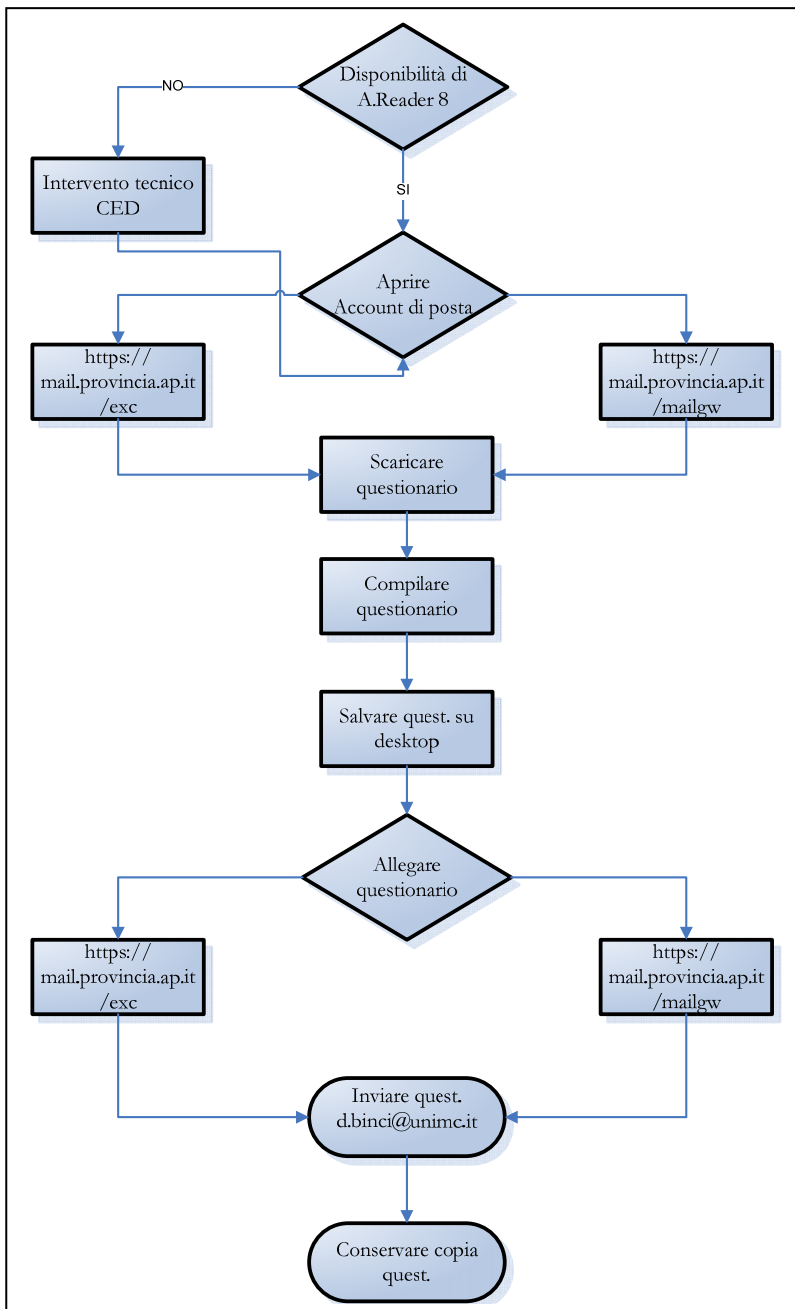 Disponibilità di
A.Reader 8
NO
SI
Intervento tecnico
CED
Aprire
Account di posta
https://
mail.provincia.ap.it
/exc
https://
mail.provincia.ap.it
/mailgw
Scaricare
questionario
Compilare
questionario
Salvare quest. su
desktop
Allegare
questionario
https://
mail.provincia.ap.it
/exc
https://
mail.provincia.ap.it
/mailgw
Inviare quest.
d.binci@unimc.it
Conservare copia
quest.